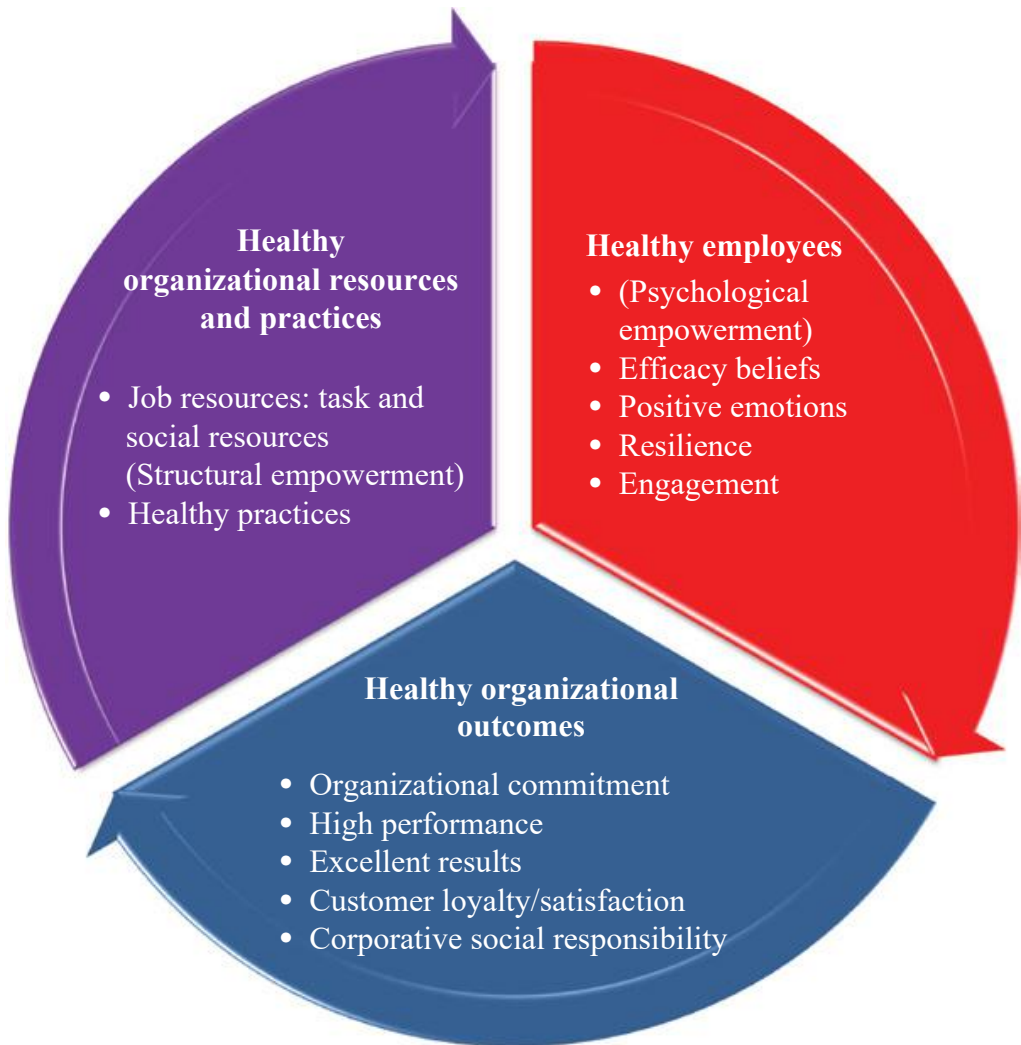 Healthy
organizational resources
and practices
• Job resources: task and
social resources
(Structural empowerment)
• Healthy practices
Healthy employees
• (Psychological
empowerment)
• Efficacy beliefs
• Positive emotions
• Resilience
• Engagement
Healthy organizational
outcomes
• Organizational commitment
• High performance
• Excellent results
• Customer loyalty/satisfaction
• Corporative social responsibility